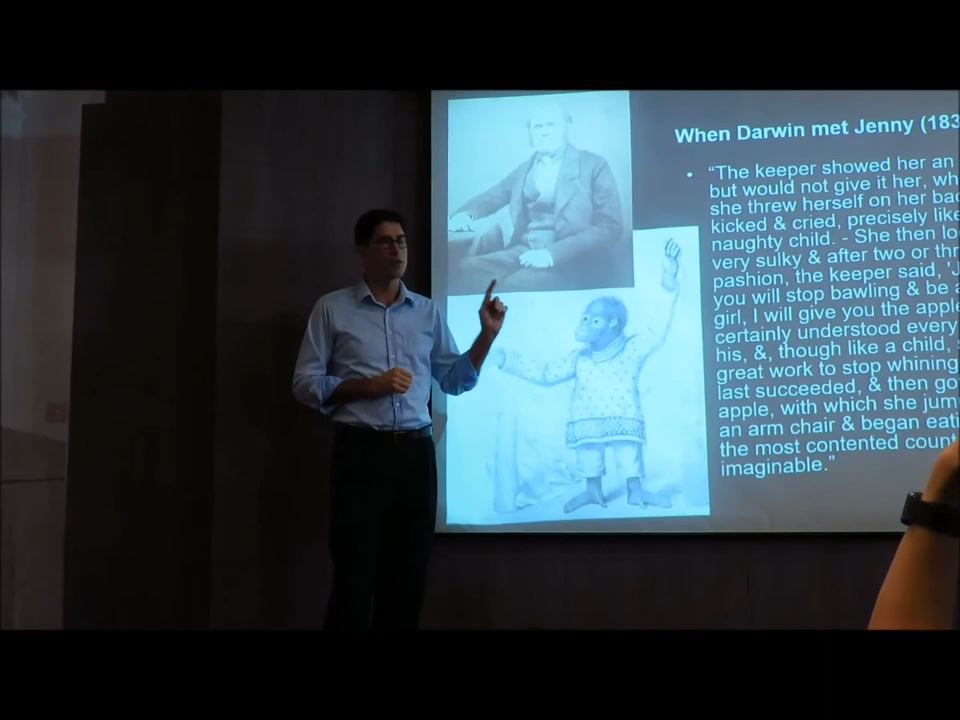 When Darwin met Jenny (183
• “The keeper showed her an
but would not give it her, wh
she threw herself on her bac
kicked & cried, precisely like
naughty child. - She then lo
very sulky & after two or thr
pashion, the keeper said, 'J
you will stop bawling & be a
girl, I will give you the apple
certainly understood every
his, &, though like a child, s
great work to stop whining
last succeeded, & then go
apple, with which she jum
an arm chair & began eati
the most contented count
imaginable.”